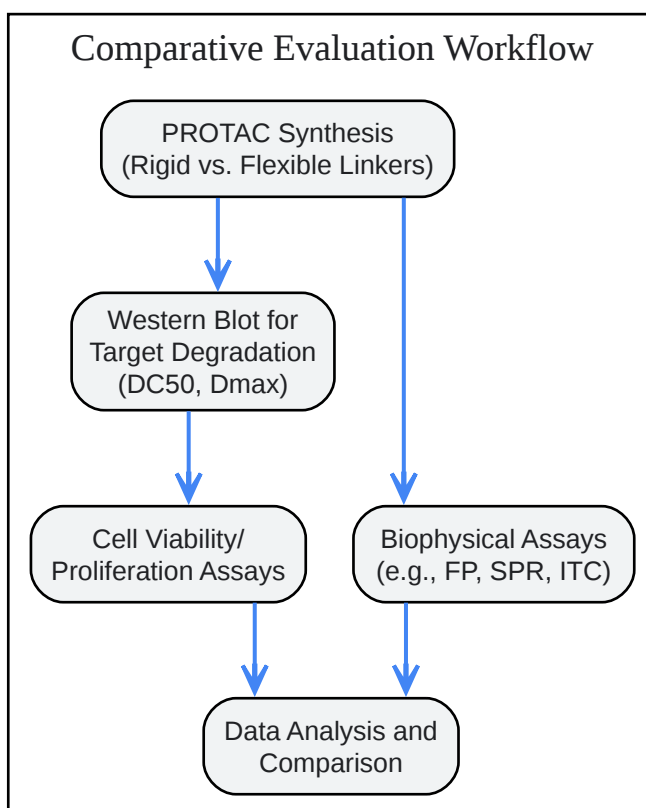 Comparative Evaluation Workflow
PROTAC Synthesis
(Rigid vs. Flexible Linkers)
Western Blot for
Target Degradation
(DC50, Dmax)
Cell Viability/
Proliferation Assays
Biophysical Assays
(e.g., FP, SPR, ITC)
Data Analysis and
Comparison